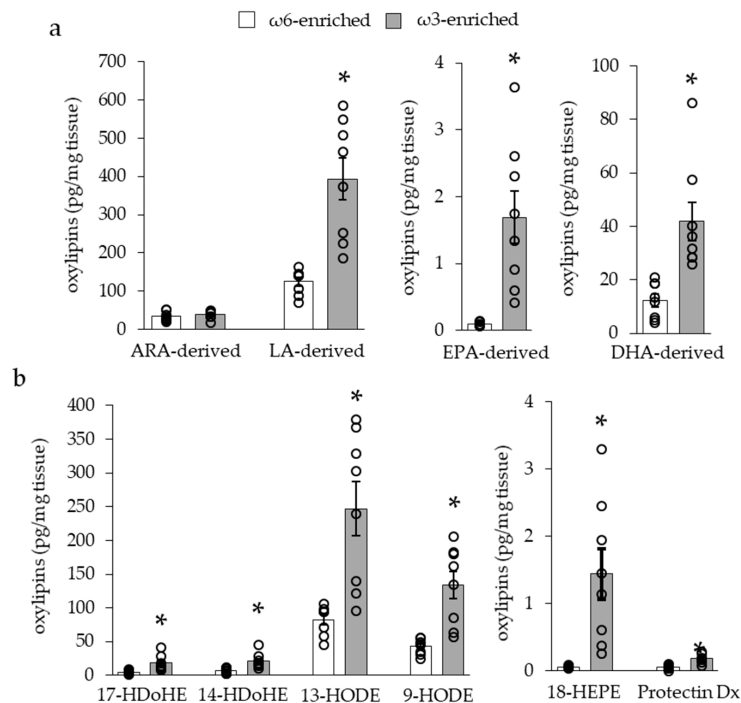 ω6-enriched ω3-enriched
a
oxylipins (pg/mg tissue)
700
600
500
400
300
200
100
0
ARA-derived LA-derived
*
oxylipins (pg/mg tissue)
4
3
2
1
0
EPA-derived
*
oxylipins (pg/mg tissue)
100
80
60
40
20
0
DHA-derived
*
b
oxylipins (pg/mg tissue)
400
350
300
250
200
150
100
50
0
17-HDoHE 14-HDoHE 13-HODE 9-HODE
* * * *
oxylipins (pg/mg tissue)
4
3
2
1
0
18-HEPE Protectin Dx
* *